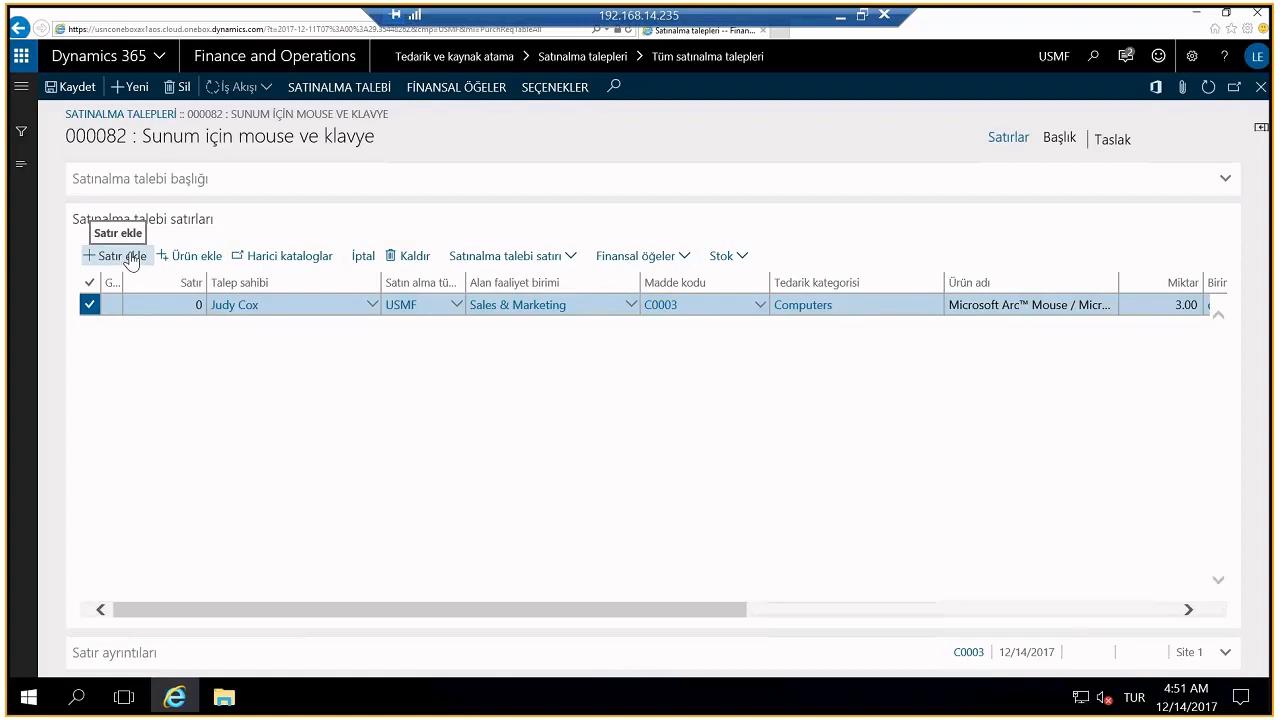 192.168.14.235
Satınalma talepleri -- Finan...
Dynamics 365
Finance and Operations
Tedarik ve kaynak atama > Satınalma talepleri > Tüm satınalma talepleri
USMF
2
?
LE
Kaydet
+Yeni
Sil
İş Akışı
SATINALMA TALEBİ
FİNANSAL ÖĞELER
SEÇENEKLER
SATINALMA TALEPLERİ :: 000082 : SUNUM İÇİN MOUSE VE KLAVYE
000082 : Sunum için mouse ve klavye
Satırlar
Başlık
Taslak
Satınalma talebi başlığı
Satınalma talebi satırları
Satır ekle
+ Satır ekle
Ürün ekle
Harici kataloglar
İptal
Kaldır
Satınalma talebi satırı
Finansal öğeler
Stok
G... Satır Talep sahibi Satın alma tü... Alan faaliyet birimi Madde kodu Tedarik kategorisi Ürün adı Miktar Birir
0 Judy Cox USMF Sales & Marketing C0003 Computers Microsoft Arc™ Mouse / Micr... 3.00
Satır ayrıntıları
C0003
12/14/2017
Site 1
TUR
4:51 AM
12/14/2017